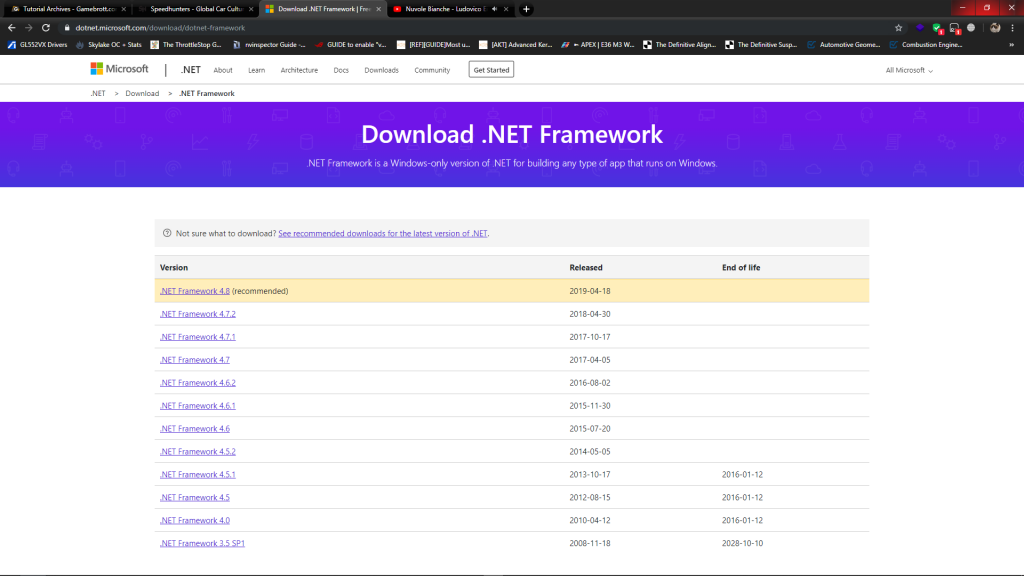 Tutorial Archives - Gamebrott.co
Speedhunters - Global Car Cultu
Download .NET Framework | Free
Nuvole Bianche - Ludovico E
dotnet.microsoft.com/download/dotnet-framework
GL552VX Drivers
Skylake OC + Stats
The ThrottleStop G...
nvinspector Guide -...
GUIDE to enable "v...
[REF][GUIDE]Most u...
[AKT] Advanced Ker...
APEX | E36 M3 W...
The Definitive Align...
The Definitive Susp...
Automotive Geome...
Combustion Engine...
»
Microsoft
.NET
About
Learn
Architecture
Docs
Downloads
Community
Get Started
All Microsoft
.NET > Download > .NET Framework
Download .NET Framework
.NET Framework is a Windows-only version of .NET for building any type of app that runs on Windows.
Not sure what to download? See recommended downloads for the latest version of .NET.
Version Released End of life
.NET Framework 4.8 (recommended) 2019-04-18
.NET Framework 4.7.2 2018-04-30
.NET Framework 4.7.1 2017-10-17
.NET Framework 4.7 2017-04-05
.NET Framework 4.6.2 2016-08-02
.NET Framework 4.6.1 2015-11-30
.NET Framework 4.6 2015-07-20
.NET Framework 4.5.2 2014-05-05
.NET Framework 4.5.1 2013-10-17 2016-01-12
.NET Framework 4.5 2012-08-15 2016-01-12
.NET Framework 4.0 2010-04-12 2016-01-12
.NET Framework 3.5 SP1 2008-11-18 2028-10-10